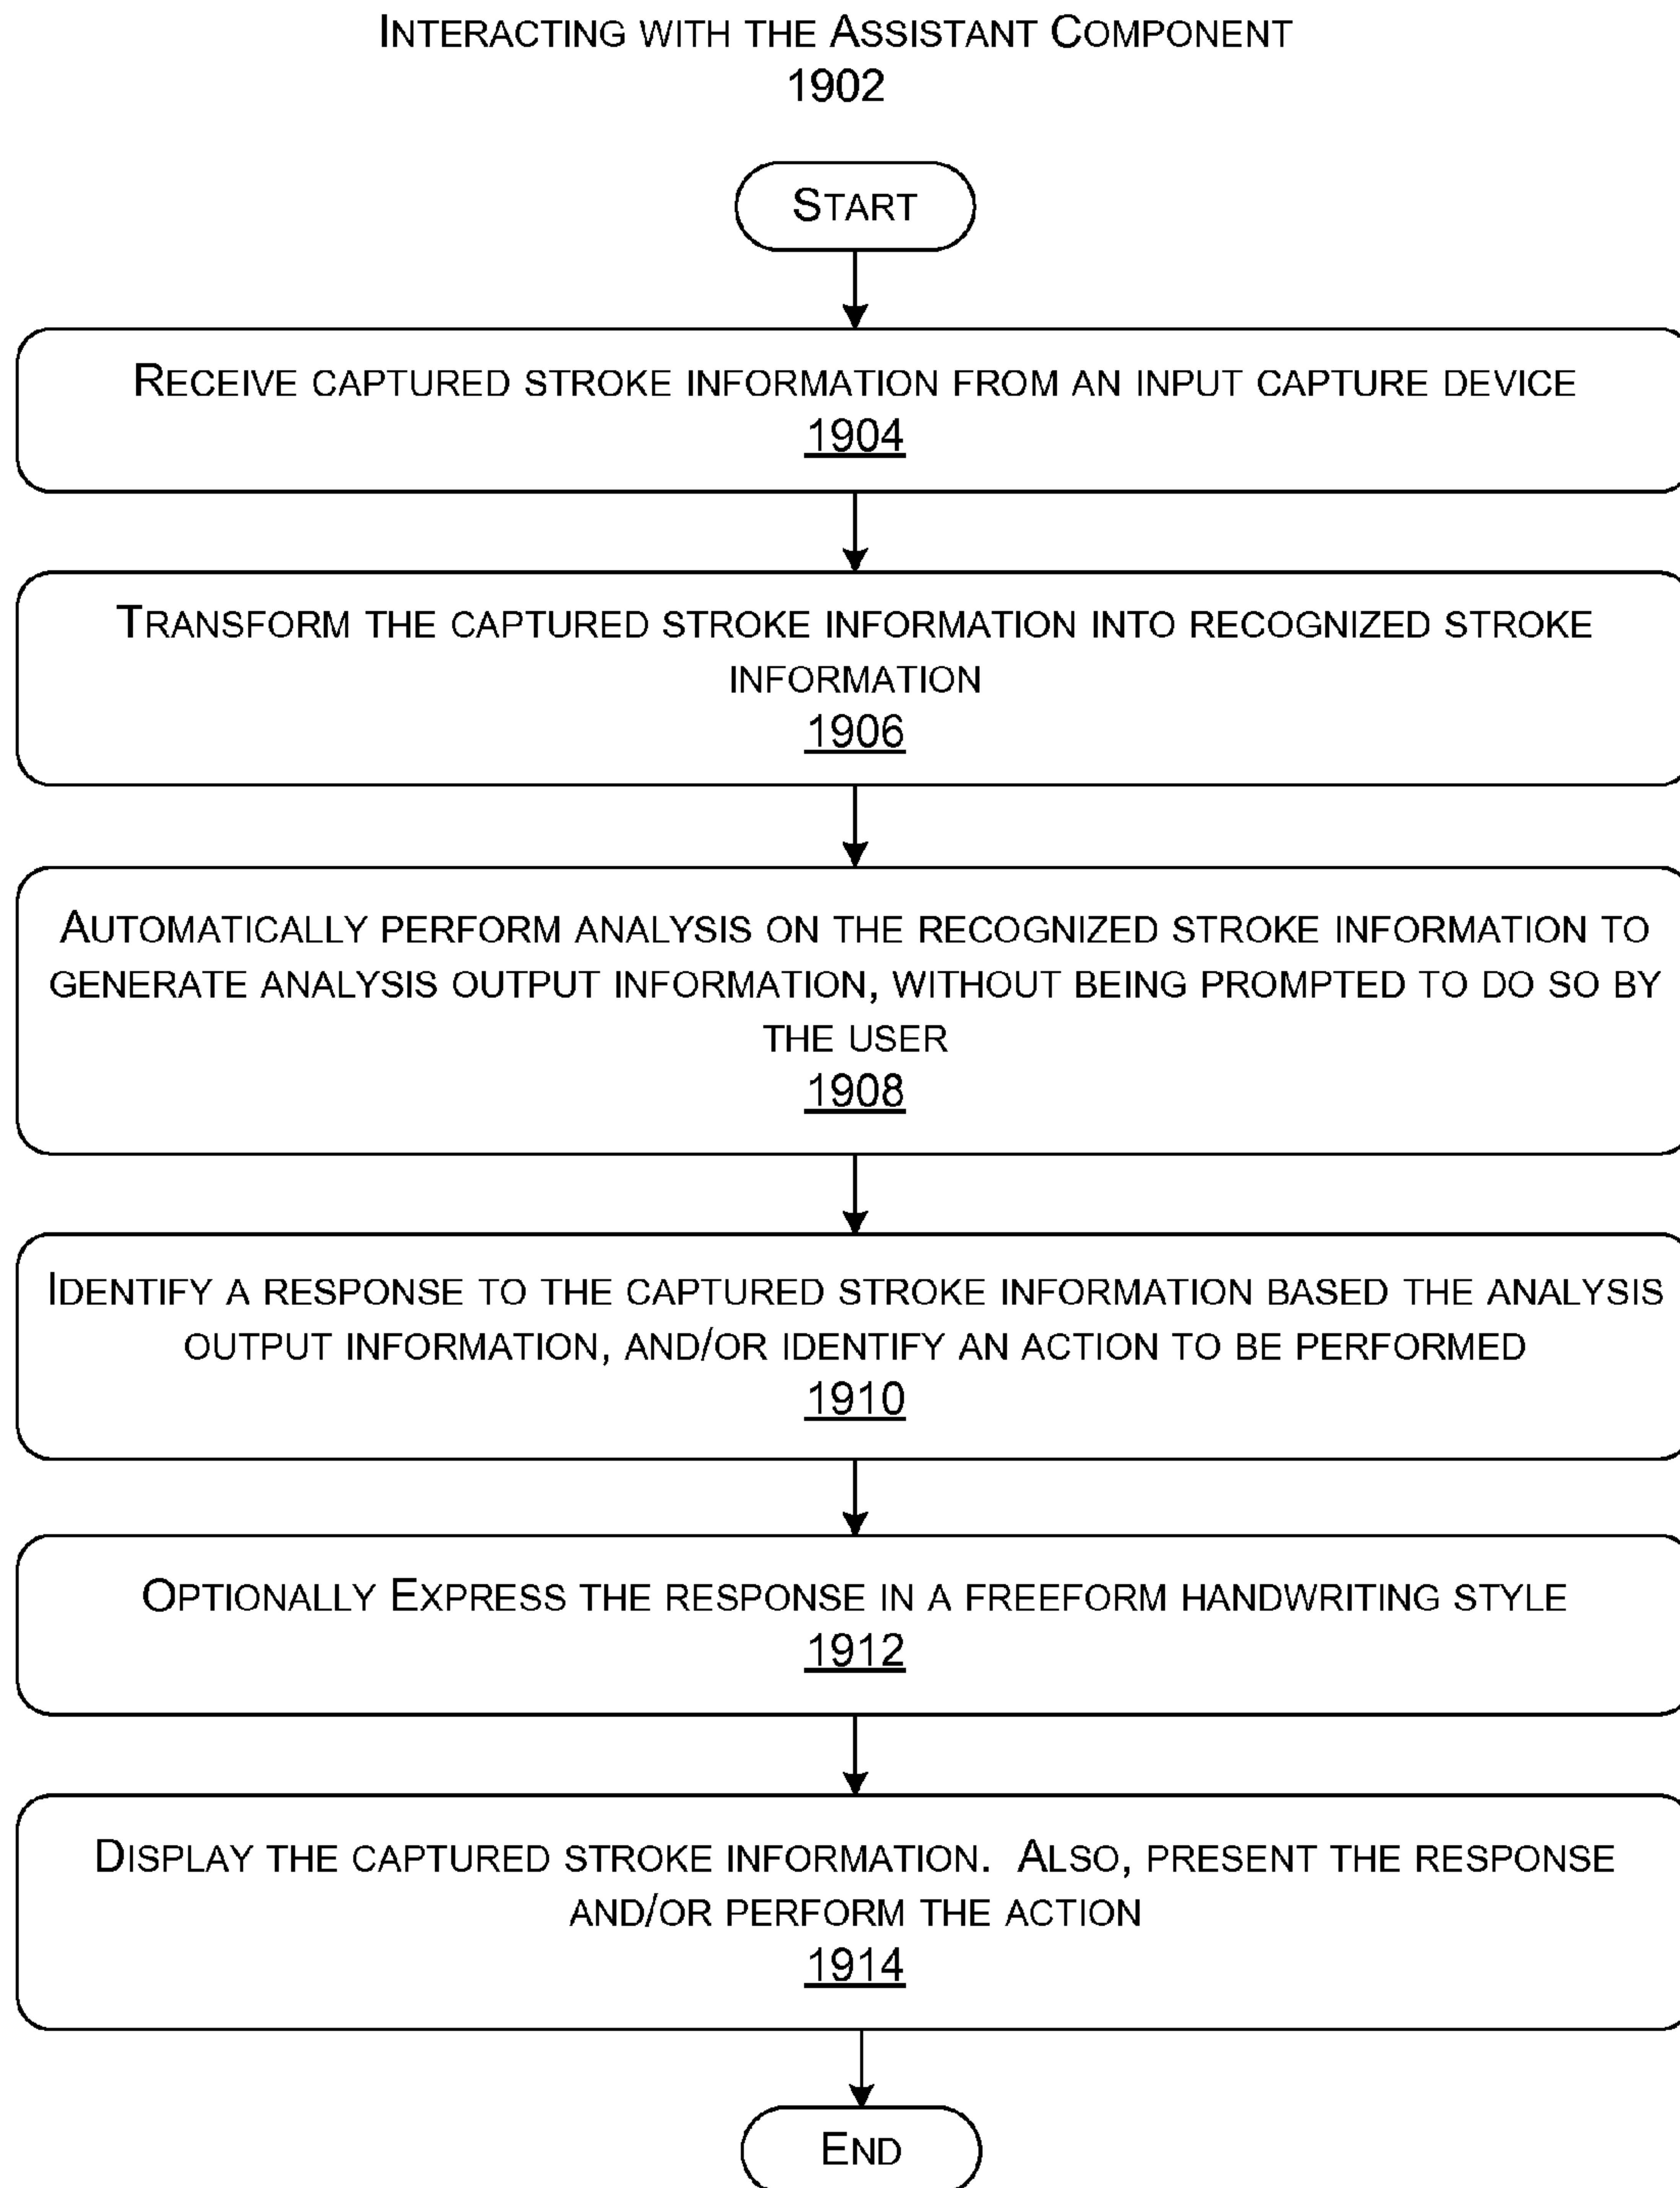 INTERACTING WITH THE ASSISTANT COMPONENT
1902
START
RECEIVE CAPTURED STROKE INFORMATION FROM AN INPUT CAPTURE DEVICE
1904
TRANSFORM THE CAPTURED STROKE INFORMATION INTO RECOGNIZED STROKE
INFORMATION
1906
AUTOMATICALLY PERFORM ANALYSIS ON THE RECOGNIZED STROKE INFORMATION TO
GENERATE ANALYSIS OUTPUT INFORMATION, WITHOUT BEING PROMPTED TO DO SO BY
THE USER
1908
IDENTIFY A RESPONSE TO THE CAPTURED STROKE INFORMATION BASED THE ANALYSIS
OUTPUT INFORMATION, AND/OR IDENTIFY AN ACTION TO BE PERFORMED
1910
OPTIONALLY EXPRESS THE RESPONSE IN A FREEFORM HANDWRITING STYLE
1912
DISPLAY THE CAPTURED STROKE INFORMATION. ALSO, PRESENT THE RESPONSE
AND/OR PERFORM THE ACTION
1914
END